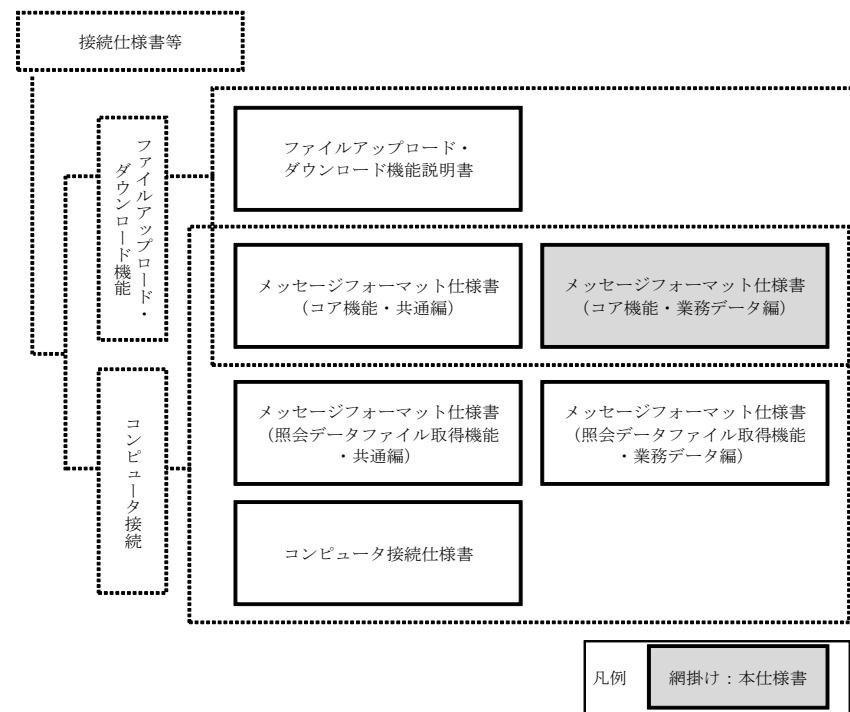 接続仕様書等
ファイルアップロード・
ダウンロード機能
ファイルアップロード・
ダウンロード機能説明書
メッセージフォーマット仕様書
（コア機能・共通編）
メッセージフォーマット仕様書
（コア機能・業務データ編）
コンピュータ接続
メッセージフォーマット仕様書
（照会データファイル取得機能
・共通編）
メッセージフォーマット仕様書
（照会データファイル取得機能
・業務データ編）
コンピュータ接続仕様書
凡例
網掛け：本仕様書